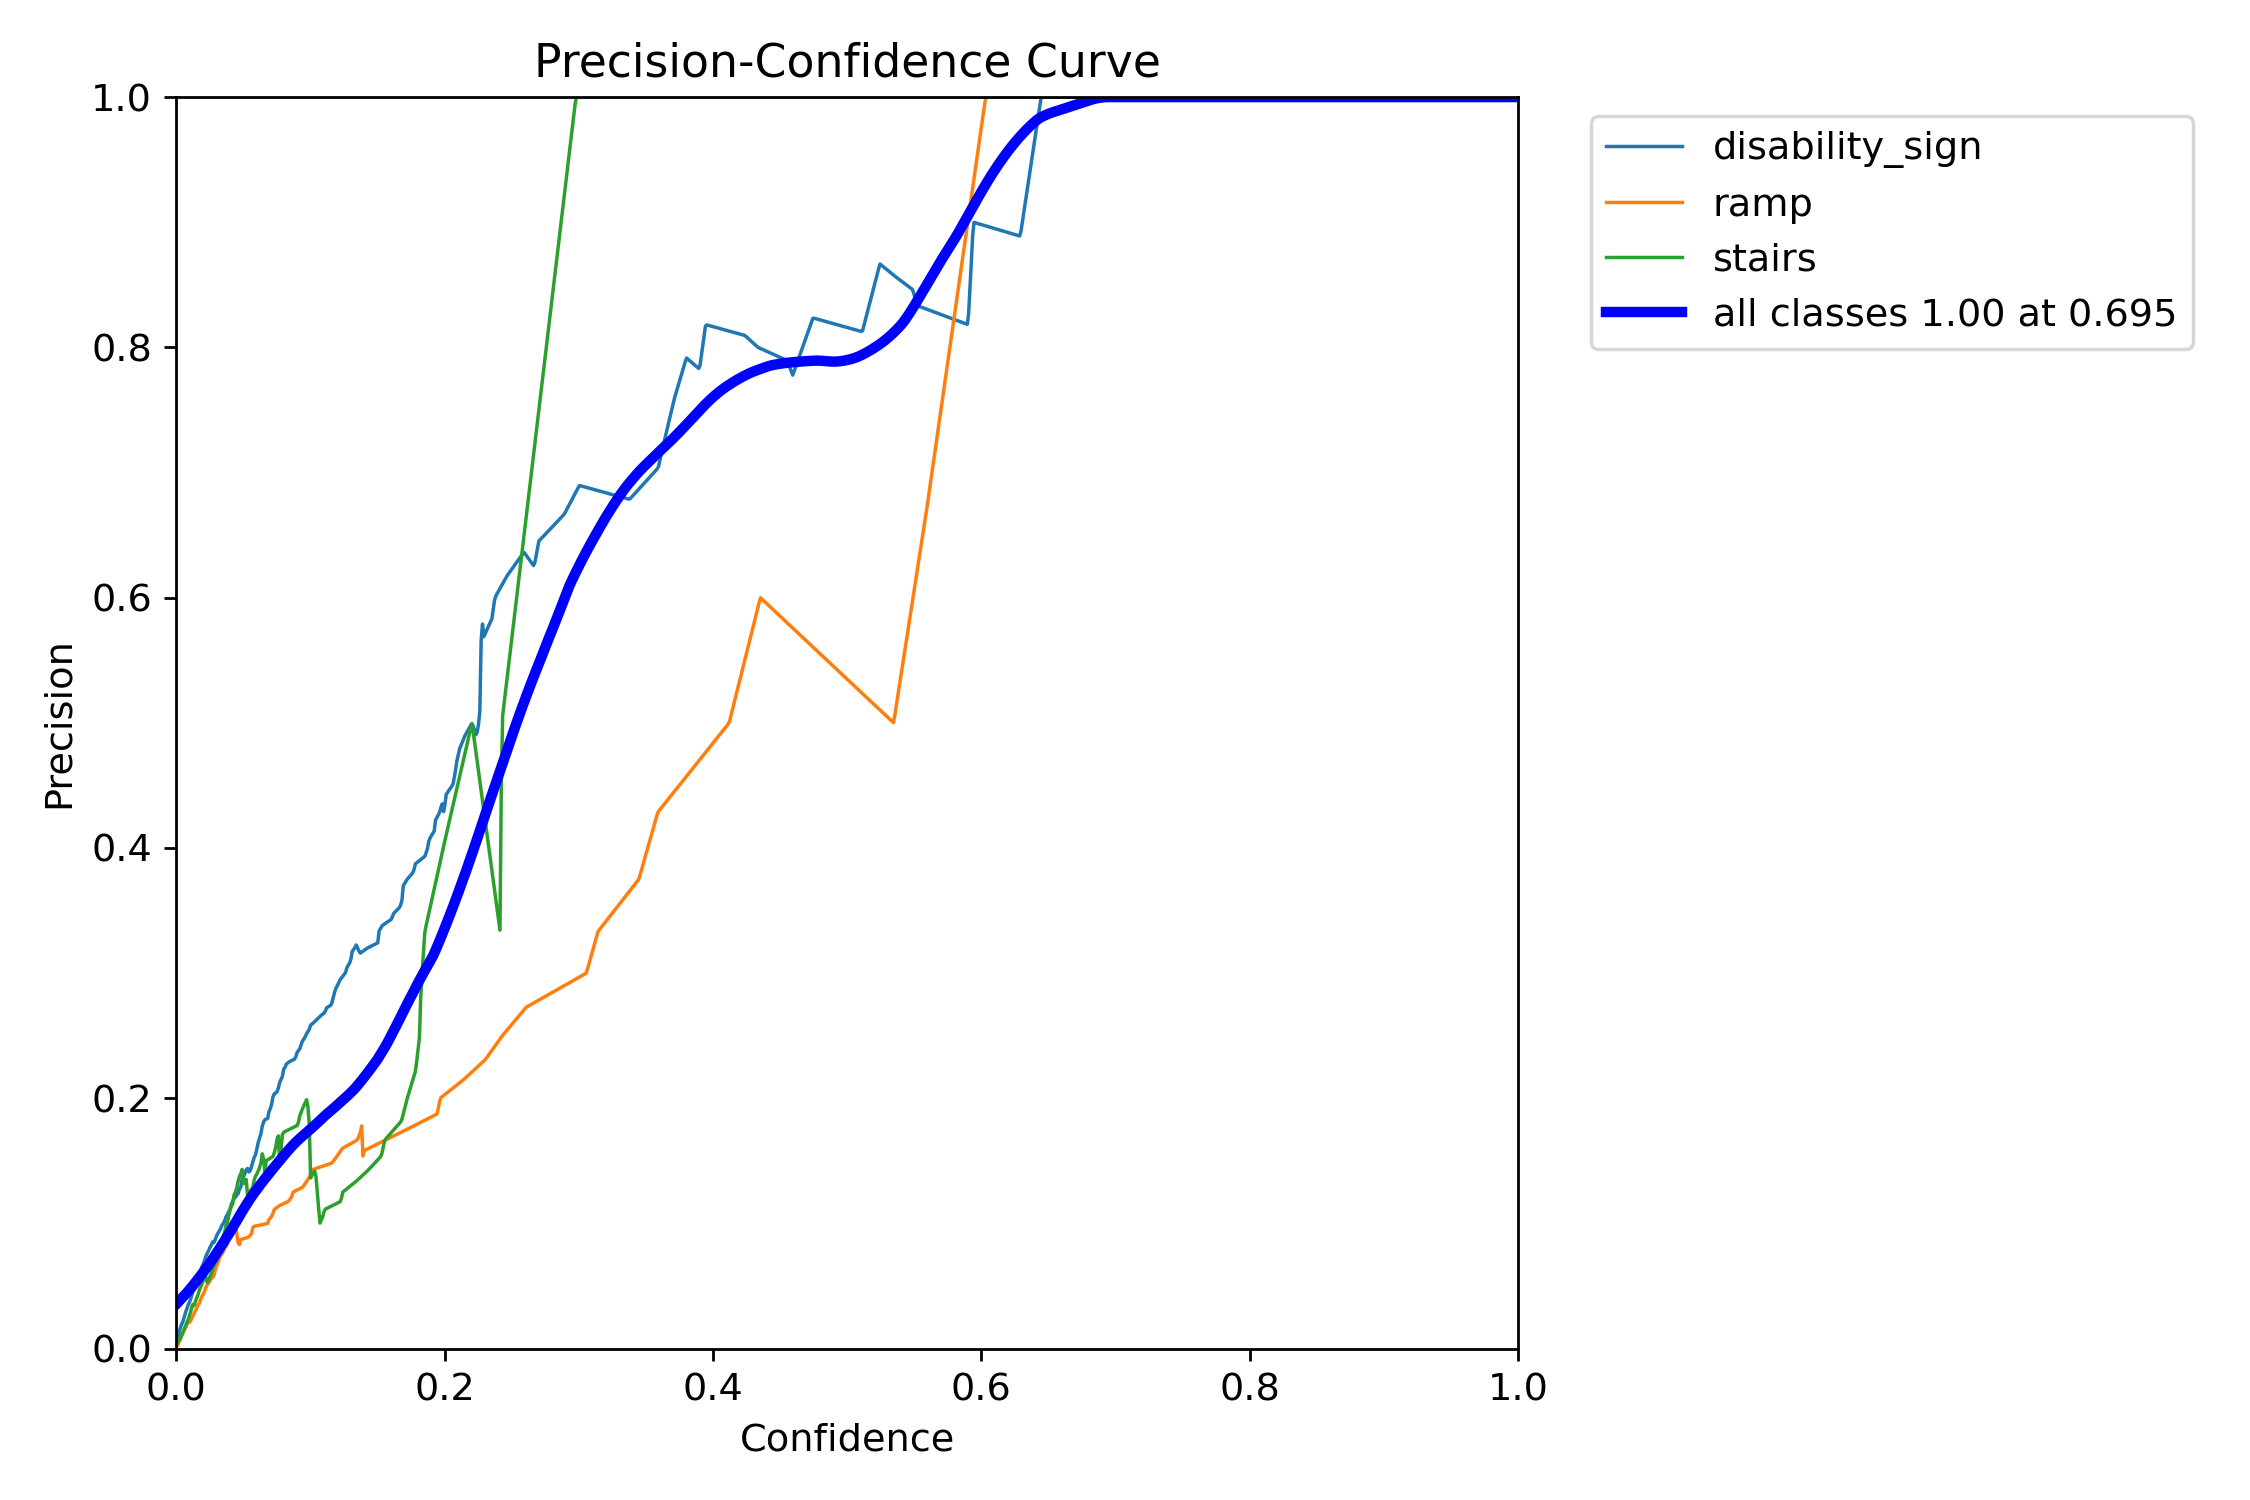 Precision-Confidence Curve
1.0
0.8
0.6
0.4
0.2
0.0
Precision
0.0 0.2 0.4 0.6 0.8 1.0
Confidence
disability_sign
ramp
stairs
all classes 1.00 at 0.695